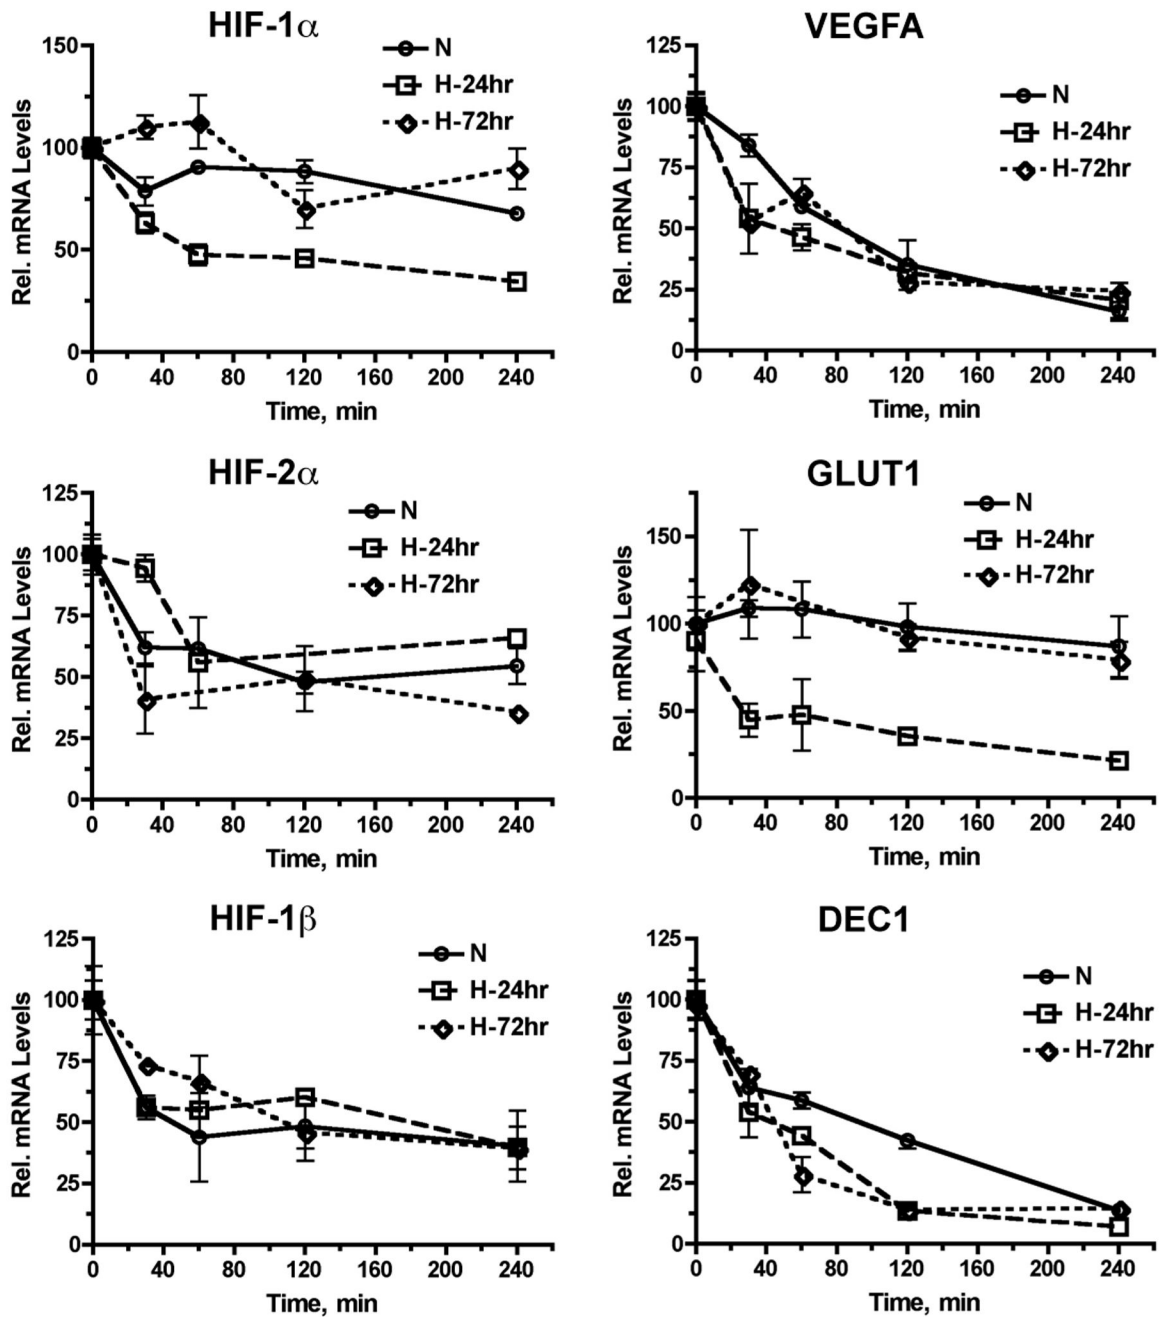 HIF-1α
150
100
50
0
Rel. mRNA Levels
N
H-24hr
H-72hr
0 40 80 120 160 200 240
Time, min
VEGFA
125
100
75
50
25
0
Rel. mRNA Levels
N
H-24hr
H-72hr
0 40 80 120 160 200 240
Time, min
HIF-2α
125
100
75
50
25
0
Rel. mRNA Levels
N
H-24hr
H-72hr
0 40 80 120 160 200 240
Time, min
GLUT1
150
100
50
0
Rel. mRNA Levels
N
H-24hr
H-72hr
0 40 80 120 160 200 240
Time, min
HIF-1β
125
100
75
50
25
0
Rel. mRNA Levels
N
H-24hr
H-72hr
0 40 80 120 160 200 240
Time, min
DEC1
125
100
75
50
25
0
Rel. mRNA Levels
N
H-24hr
H-72hr
0 40 80 120 160 200 240
Time, min